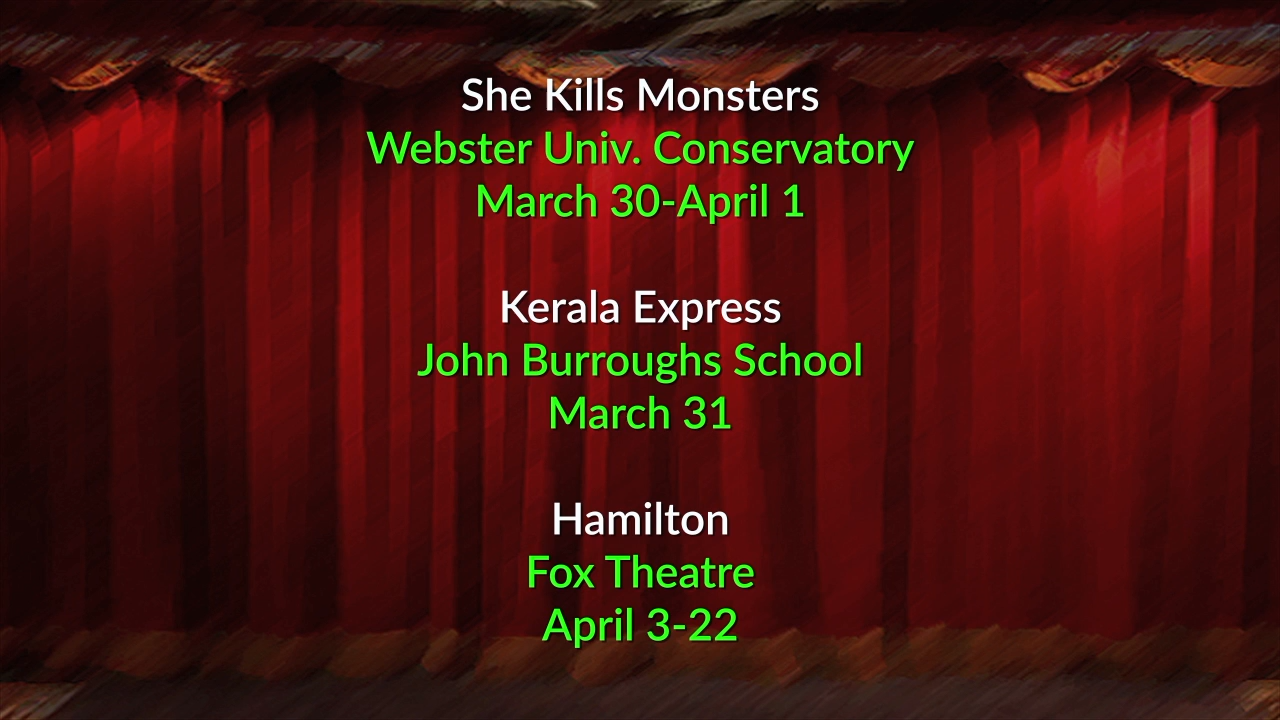 She Kills Monsters
Webster Univ. Conservatory
March 30-April 1
Kerala Express
John Burroughs School
March 31
Hamilton
Fox Theatre
April 3-22